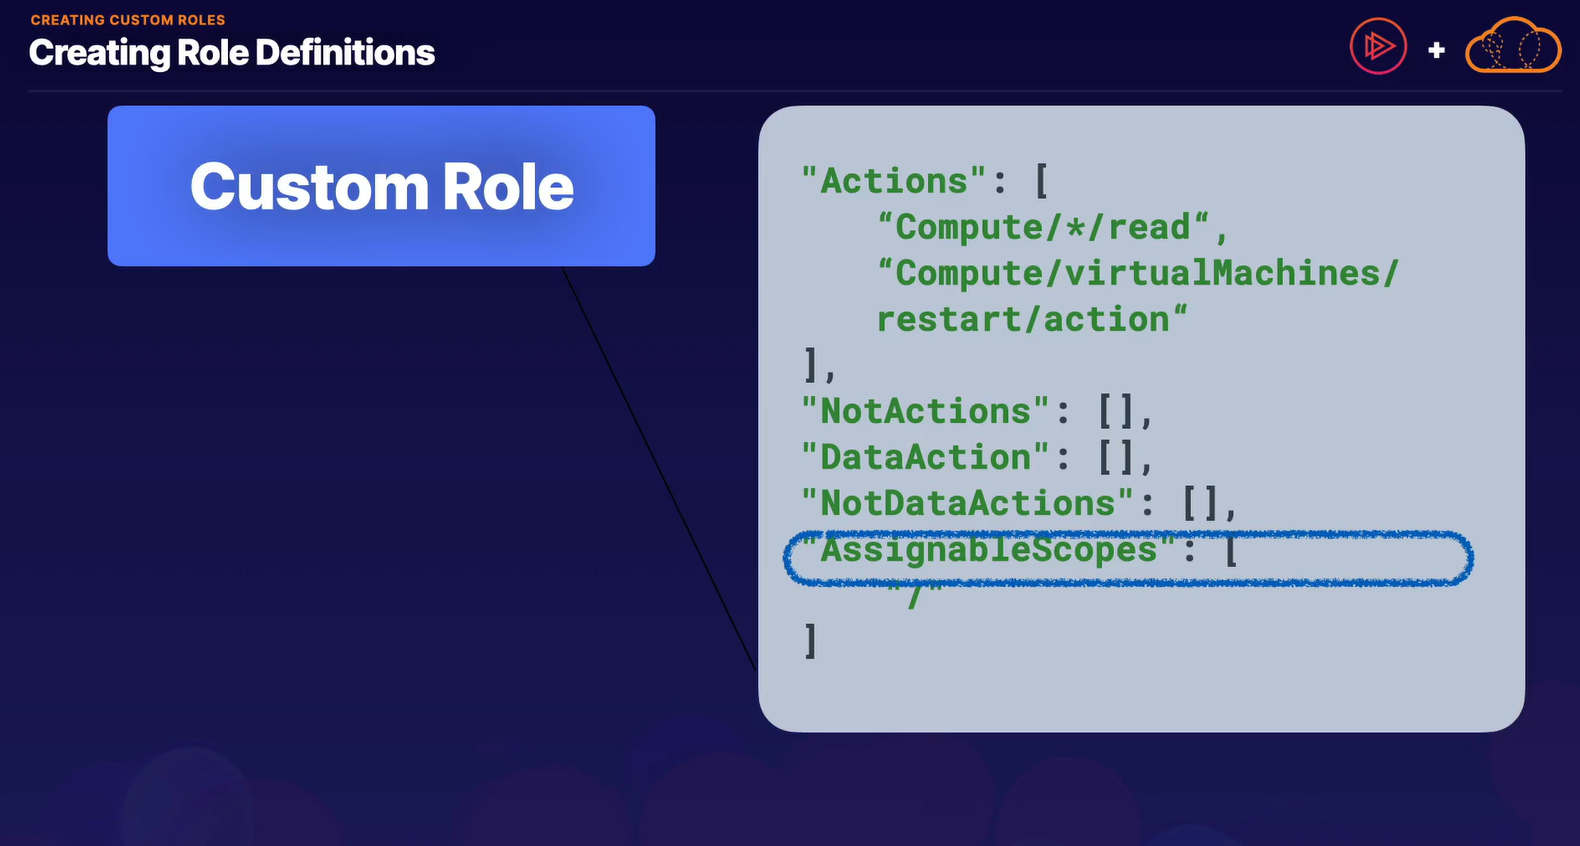 CREATING CUSTOM ROLES
Creating Role Definitions
+
Custom Role
"Actions": [
“Compute/*/read“,
“Compute/virtualMachines/
restart/action“
],
"NotActions": [],
"DataAction": [],
"NotDataActions": [],
"AssignableScopes": [
"/"
]